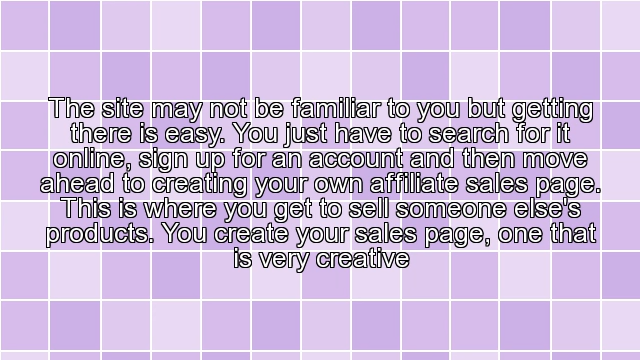 The site may not be familiar to you but getting
there is easy. You just have to search for it
online, sign up for an account and then move
ahead to creating your own affiliate sales page.
This is where you get to sell someone else's
products. You create your sales page, one that
is very creative